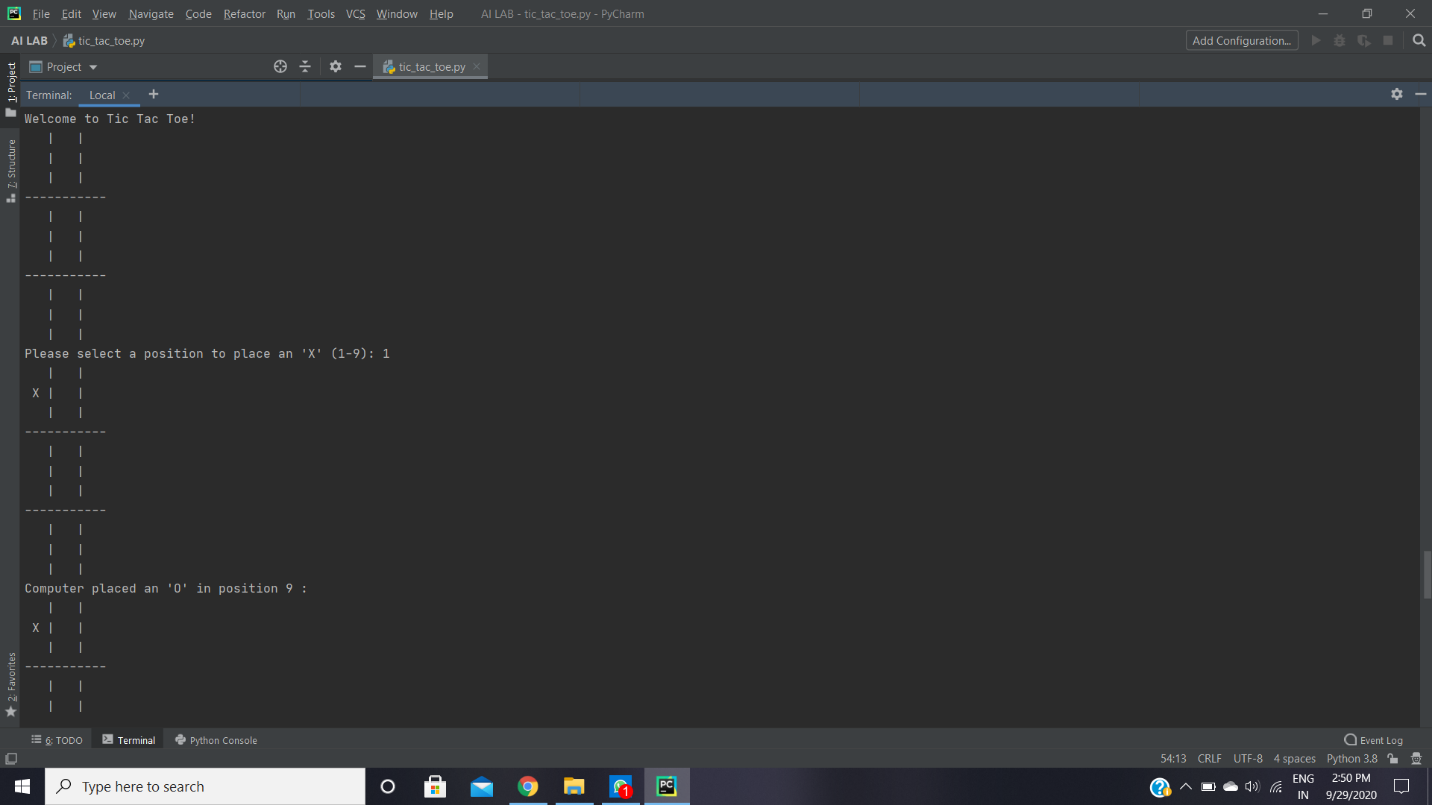 File Edit View Navigate Code Refactor Run Tools VCS Window Help AI LAB - tic_tac_toe.py - PyCharm
AI LAB tic_tac_toe.py Add Configuration...
Project tic_tac_toe.py
1: Project
Terminal: Local +
Welcome to Tic Tac Toe!
   |   |
   |   |
   |   |
-----------
   |   |
   |   |
   |   |
-----------
   |   |
   |   |
   |   |
Please select a position to place an 'X' (1-9): 1
   |   |
 X |   |
   |   |
-----------
   |   |
   |   |
   |   |
-----------
   |   |
   |   |
   |   |
Computer placed an 'O' in position 9 :
   |   |
 X |   |
   |   |
-----------
   |   |
   |   |
Z: Structure
2: Favorites
6: TODO Terminal Python Console Event Log
54:13 CRLF UTF-8 4 spaces Python 3.8
PC
Type here to search
1
PC
ENG
IN
2:50 PM
9/29/2020